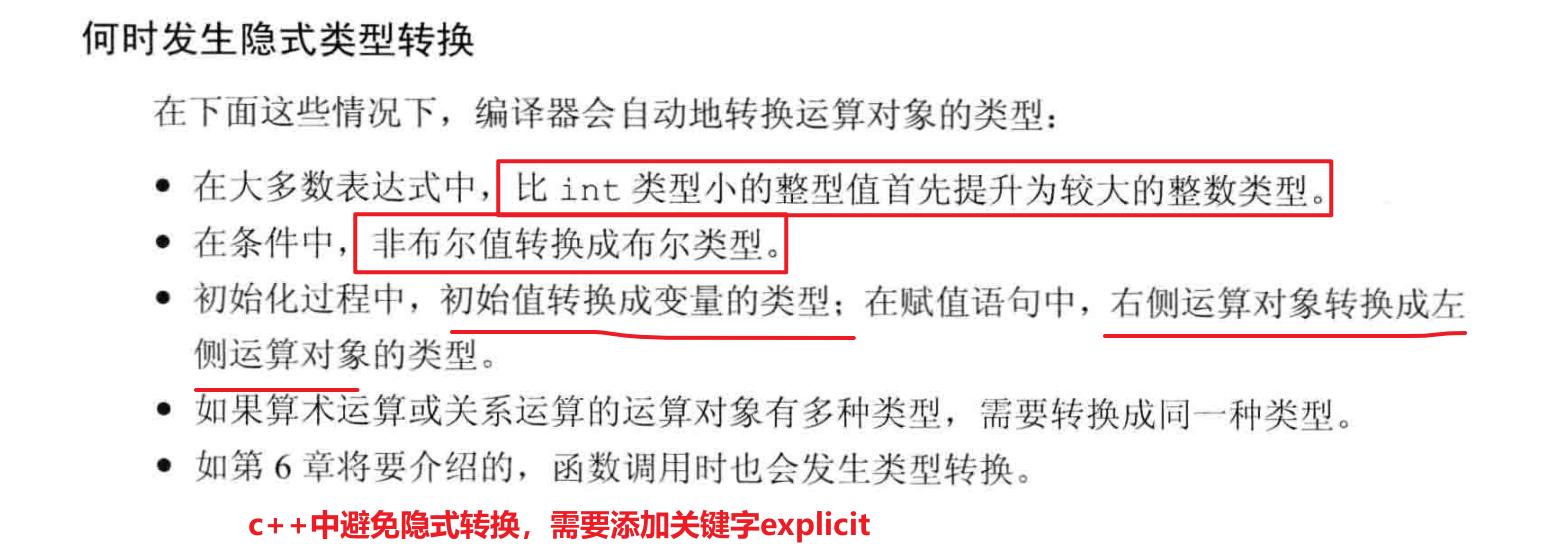 何时发生隐式类型转换
在下面这些情况下，编译器会自动地转换运算对象的类型：
• 在大多数表达式中，比 int 类型小的整型值首先提升为较大的整数类型。
• 在条件中，非布尔值转换成布尔类型。
• 初始化过程中，初始值转换成变量的类型；在赋值语句中，右侧运算对象转换成左
侧运算对象的类型。
• 如果算术运算或关系运算的运算对象有多种类型，需要转换成同一种类型。
• 如第 6 章将要介绍的，函数调用时也会发生类型转换。
c++中避免隐式转换，需要添加关键字explicit